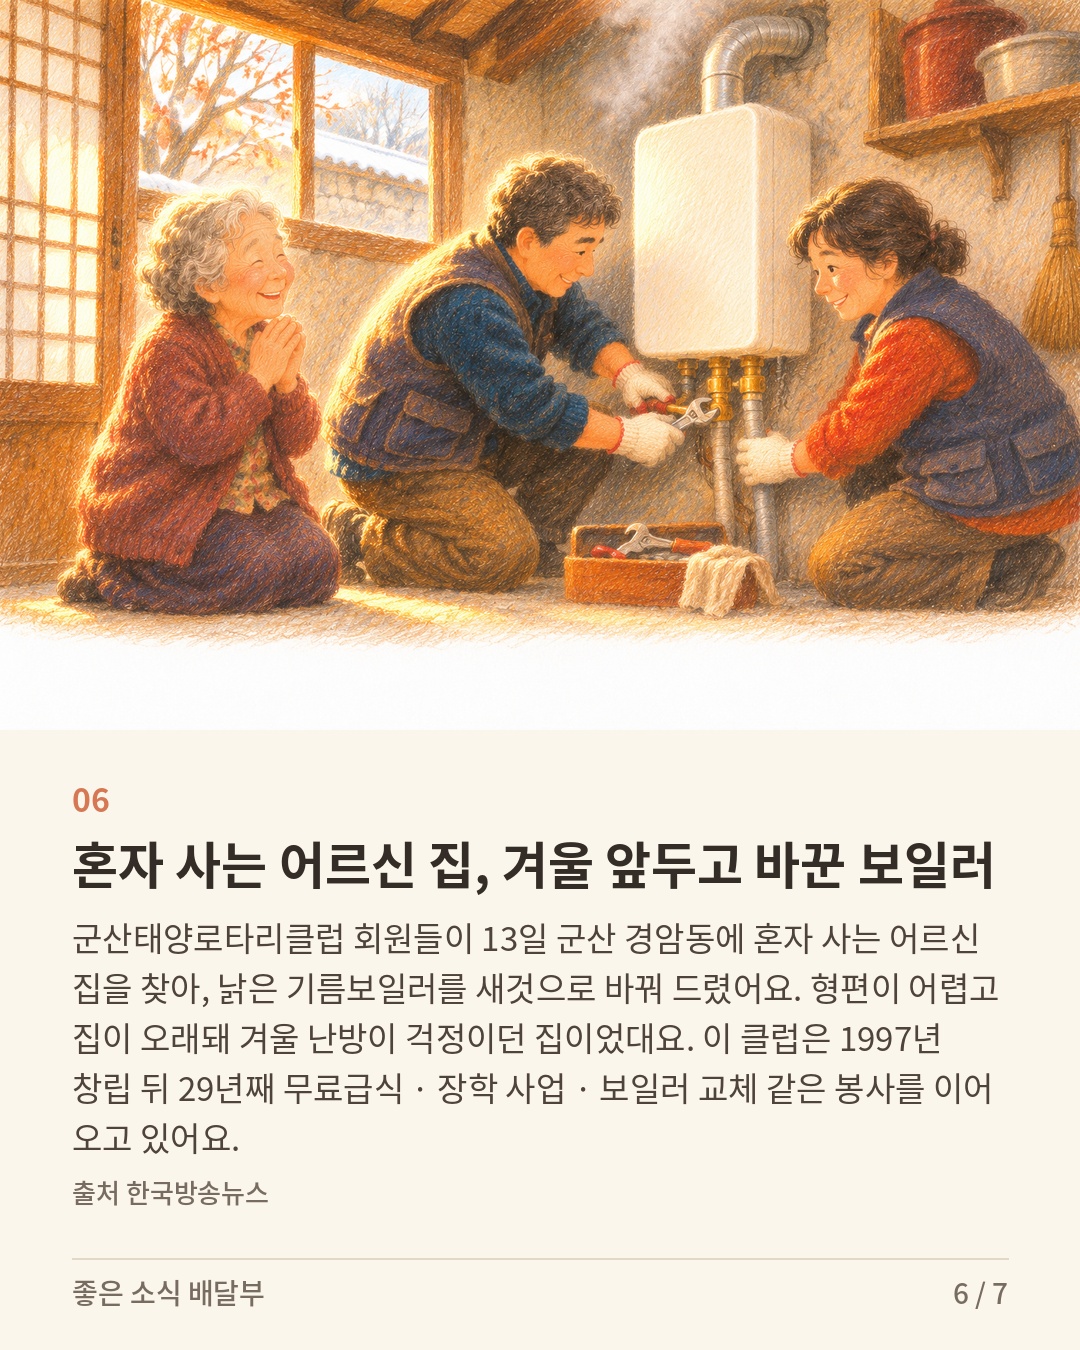 06
혼자 사는 어르신 집, 겨울 앞두고 바꾼 보일러
군산태양로타리클럽 회원들이 13일 군산 경암동에 혼자 사는 어르신
집을 찾아, 낡은 기름보일러를 새것으로 바꿔 드렸어요. 형편이 어렵고
집이 오래돼 겨울 난방이 걱정이던 집이었대요. 이 클럽은 1997년
창립 뒤 29년째 무료급식 · 장학 사업 · 보일러 교체 같은 봉사를 이어
오고 있어요.
출처 한국방송뉴스
좋은 소식 배달부
6 / 7